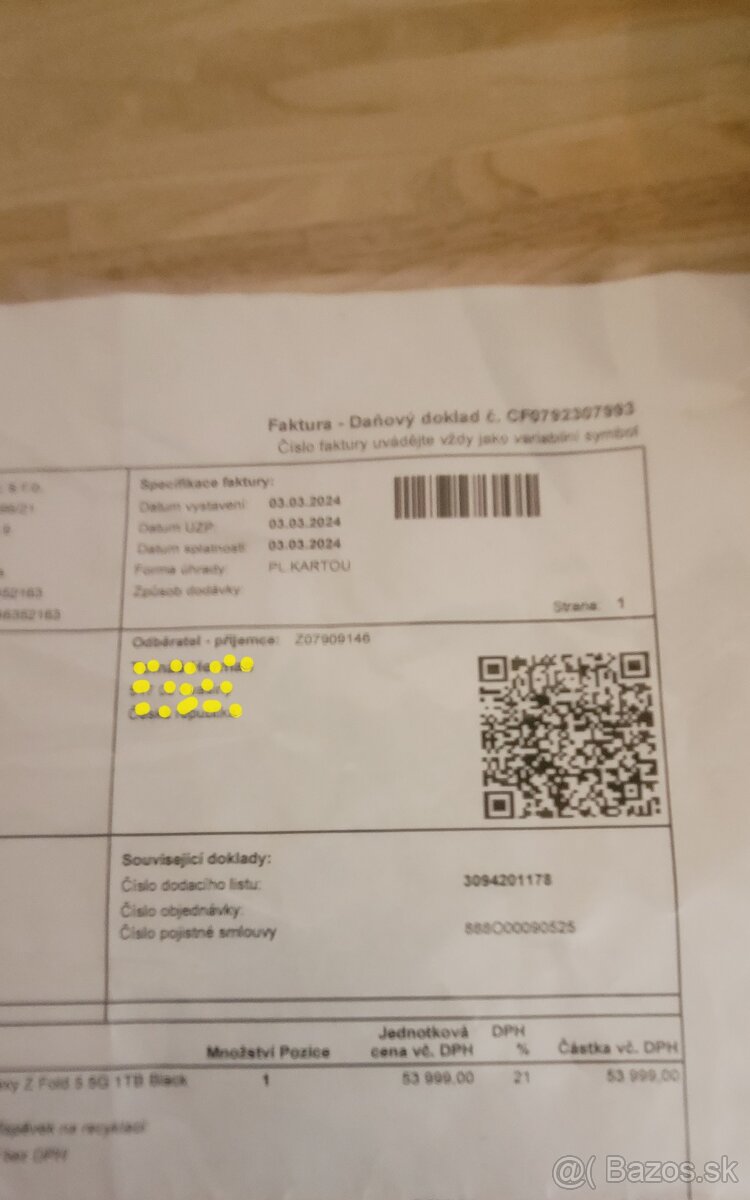 Faktura - Daňový doklad č. CF0792307993
Číslo faktury uvádějte vždy jako variabilní symbol
s r.o.
Specifikace faktury:
Datum vystavení: 03.03.2024
Datum UZP: 03.03.2024
Datum splatnosti: 03.03.2024
Forma úhrady: PL.KARTOU
Způsob dodávky:
Strana: 1
Odběratel - příjemce: Z07909146
Související doklady:
Číslo dodacího listu: 3094201178
Číslo objednávky:
Číslo pojistné smlouvy 888O00090525
Množství Pozice Jednotková cena vč. DPH DPH % Částka vč. DPH
Z Fold 5 5G 1TB Black 1 53 999,00 21 53 999,00
na recyklaci
bez DPH
@( Bazos.sk